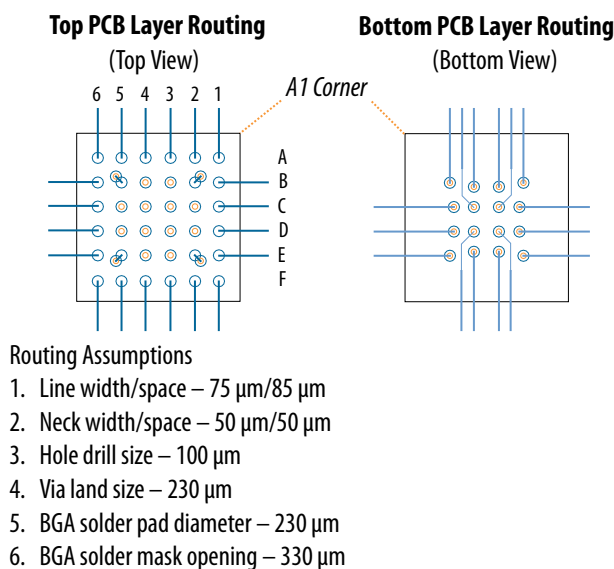 Top PCB Layer Routing
(Top View)
Bottom PCB Layer Routing
(Bottom View)
A1 Corner
6 5 4 3 2 1
A
B
C
D
E
F
Routing Assumptions
1. Line width/space – 75 μm/85 μm
2. Neck width/space – 50 μm/50 μm
3. Hole drill size – 100 μm
4. Via land size – 230 μm
5. BGA solder pad diameter – 230 μm
6. BGA solder mask opening – 330 μm